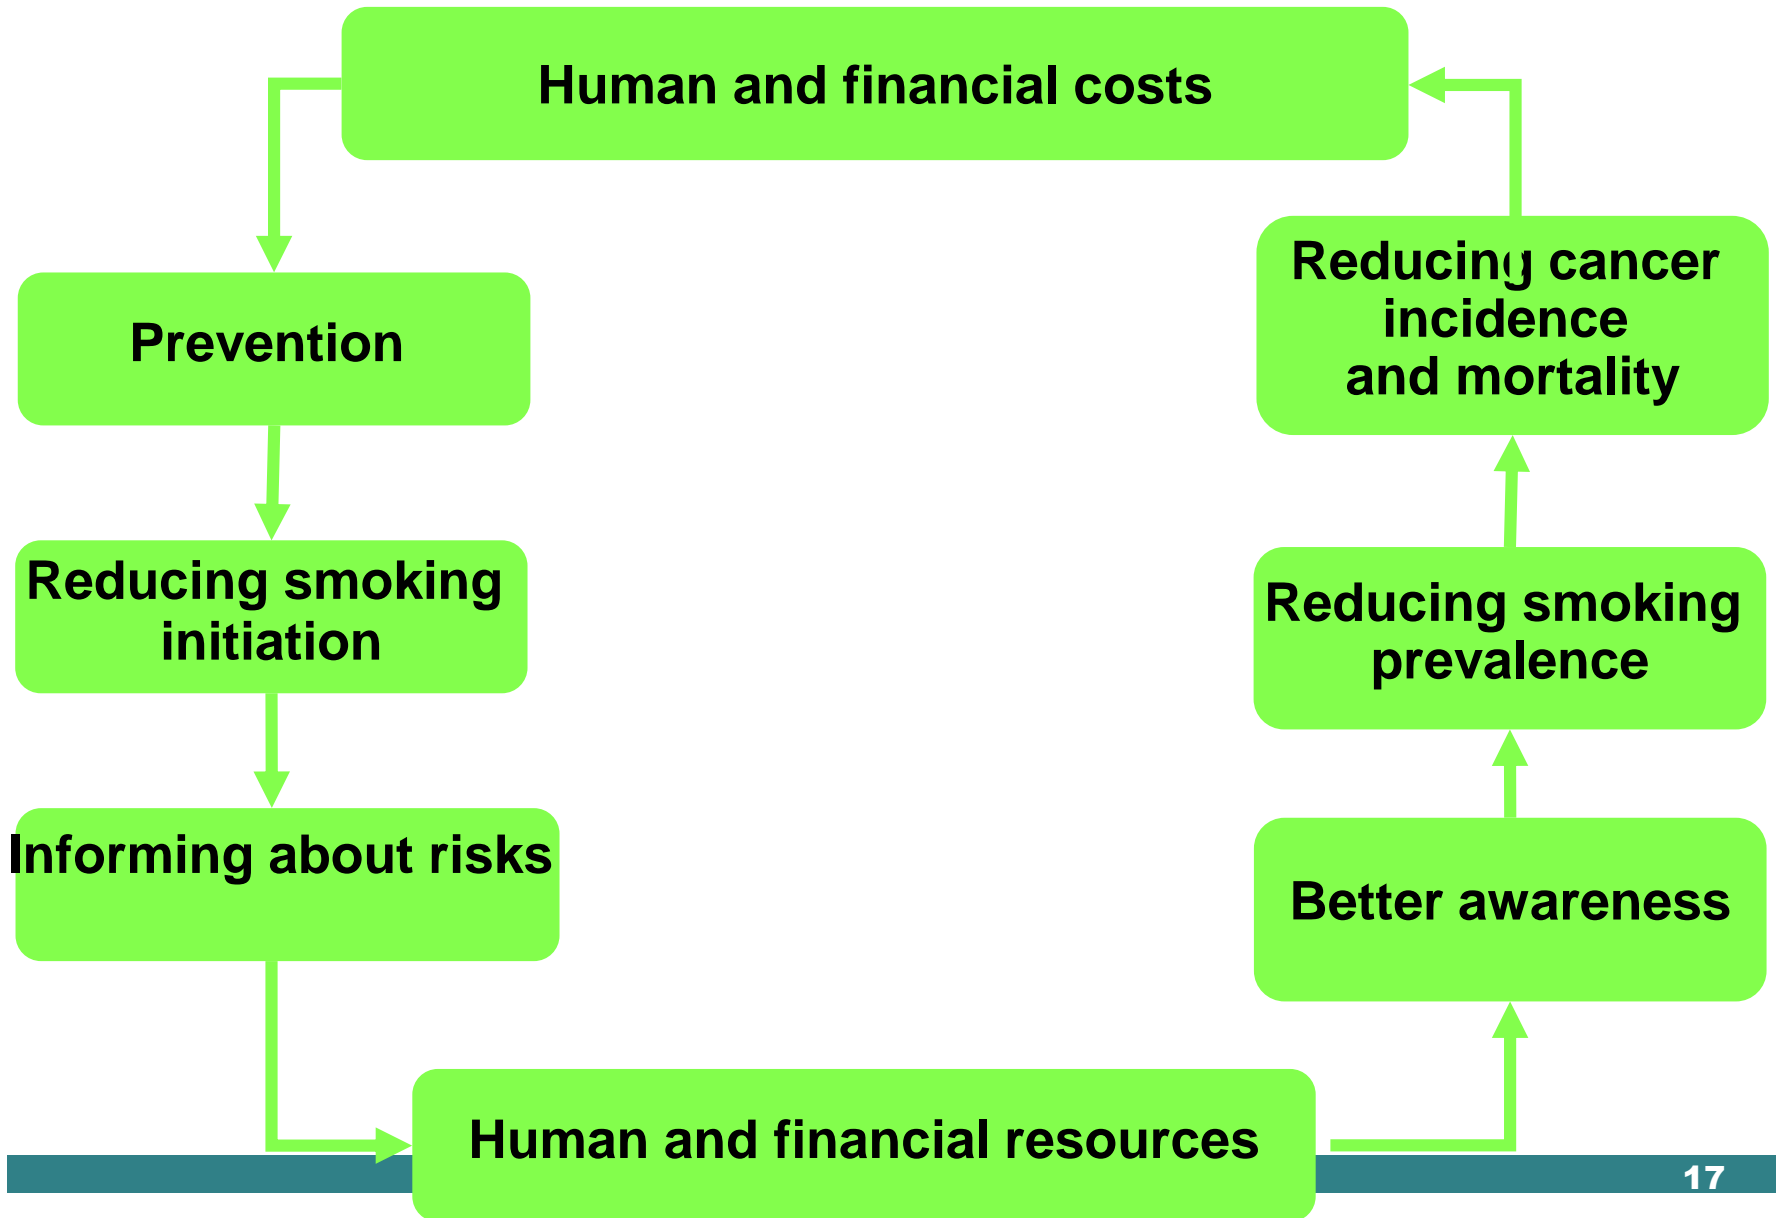 Human and financial costs
Prevention
Reducing smoking
initiation
Informing about risks
Human and financial resources
Better awareness
Reducing smoking
prevalence
Reducing cancer
incidence
and mortality
17